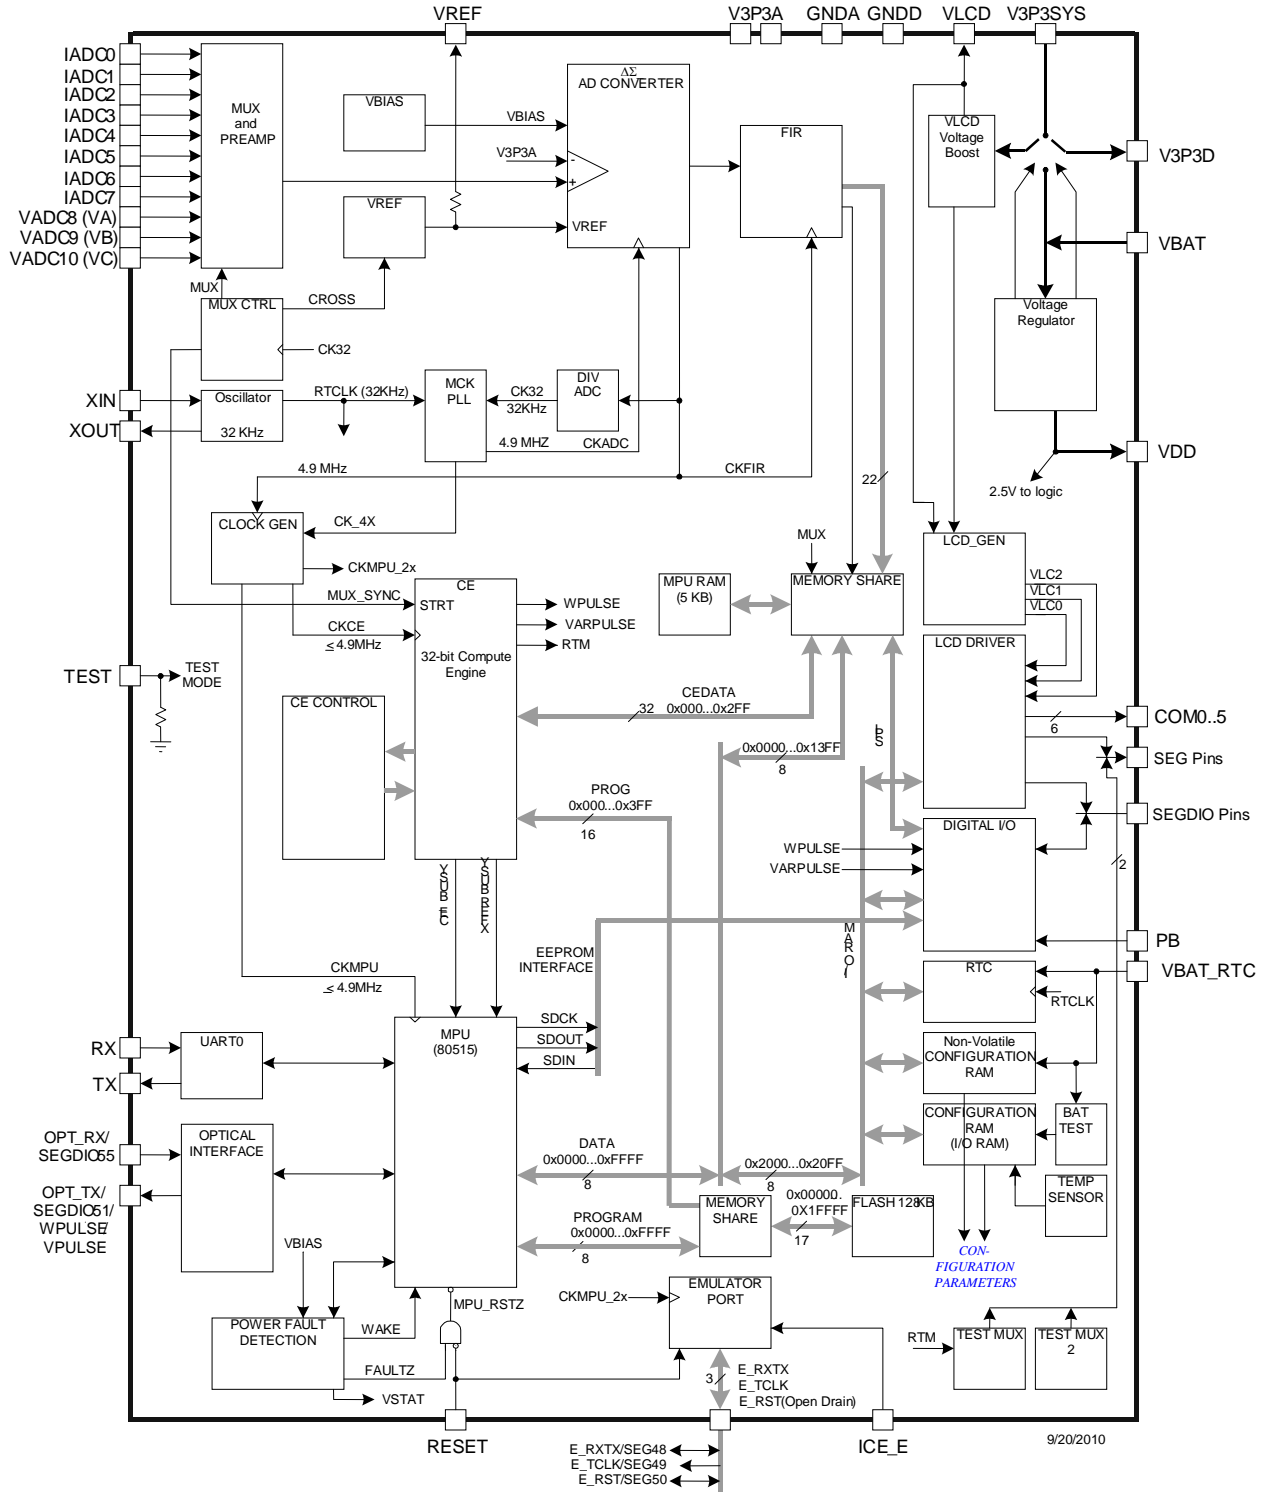 VREF
V3P3A
GNDA
GNDD
VLCD
V3P3SYS
IADC0
IADC1
IADC2
IADC3
IADC4
IADC5
IADC6
IADC7
VADC8 (VA)
VADC9 (VB)
VADC10 (VC)
MUX
and
PREAMP
VBIAS
VBIAS
V3P3A
-
+
VREF
VREF
ΔΣ
AD CONVERTER
FIR
VLCD
Voltage
Boost
V3P3D
VBAT
Voltage
Regulator
VDD
2.5V to logic
MUX
MUX CTRL
CROSS
CK32
XIN
XOUT
Oscillator
32 KHz
RTCLK (32KHz)
MCK
PLL
CK32
32KHz
DIV
ADC
4.9 MHZ
CKADC
4.9 MHz
CKFIR
22
CLOCK GEN
CK_4X
CKMPU_2x
MUX_SYNC
CKCE
≤ 4.9MHz
CE
STRT
32-bit Compute
Engine
WPULSE
VARPULSE
RTM
MUX
MPU RAM
(5 KB)
MEMORY SHARE
LCD_GEN
VLC2
VLC1
VLC0
LCD DRIVER
TEST
TEST
MODE
CE CONTROL
CEDATA
32
0x000...0x2FF
0x0000...0x13FF
8
PROG
0x000...0x3FF
16
6
COM0..5
SEG Pins
SEGDIO Pins
2
DIGITAL I/O
WPULSE
VARPULSE
EEPROM
INTERFACE
PB
VBAT_RTC
CKMPU
≤ 4.9MHz
RTC
RTCLK
RX
TX
UART0
MPU
(80515)
SDCK
SDOUT
SDIN
Non-Volatile
CONFIGURATION
RAM
CONFIGURATION
RAM
(I/O RAM)
BAT
TEST
TEMP
SENSOR
OPT_RX/
SEGDIO55
OPTICAL
INTERFACE
OPT_TX/
SEGDIO51/
WPULSE/
VPULSE
DATA
0x0000...0xFFFF
8
0x2000...0x20FF
8
MEMORY
SHARE
0x00000..
0X1FFFF
17
FLASH 128KB
PROGRAM
0x0000...0xFFFF
8
CON-
FIGURATION
PARAMETERS
VBIAS
POWER FAULT
DETECTION
WAKE
FAULTZ
VSTAT
MPU_RSTZ
CKMPU_2x
EMULATOR
PORT
3
E_RXTX
E_TCLK
E_RST(Open Drain)
RTM
TEST MUX
TEST MUX
2
RESET
ICE_E
E_RXTX/SEG48
E_TCLK/SEG49
E_RST/SEG50
9/20/2010